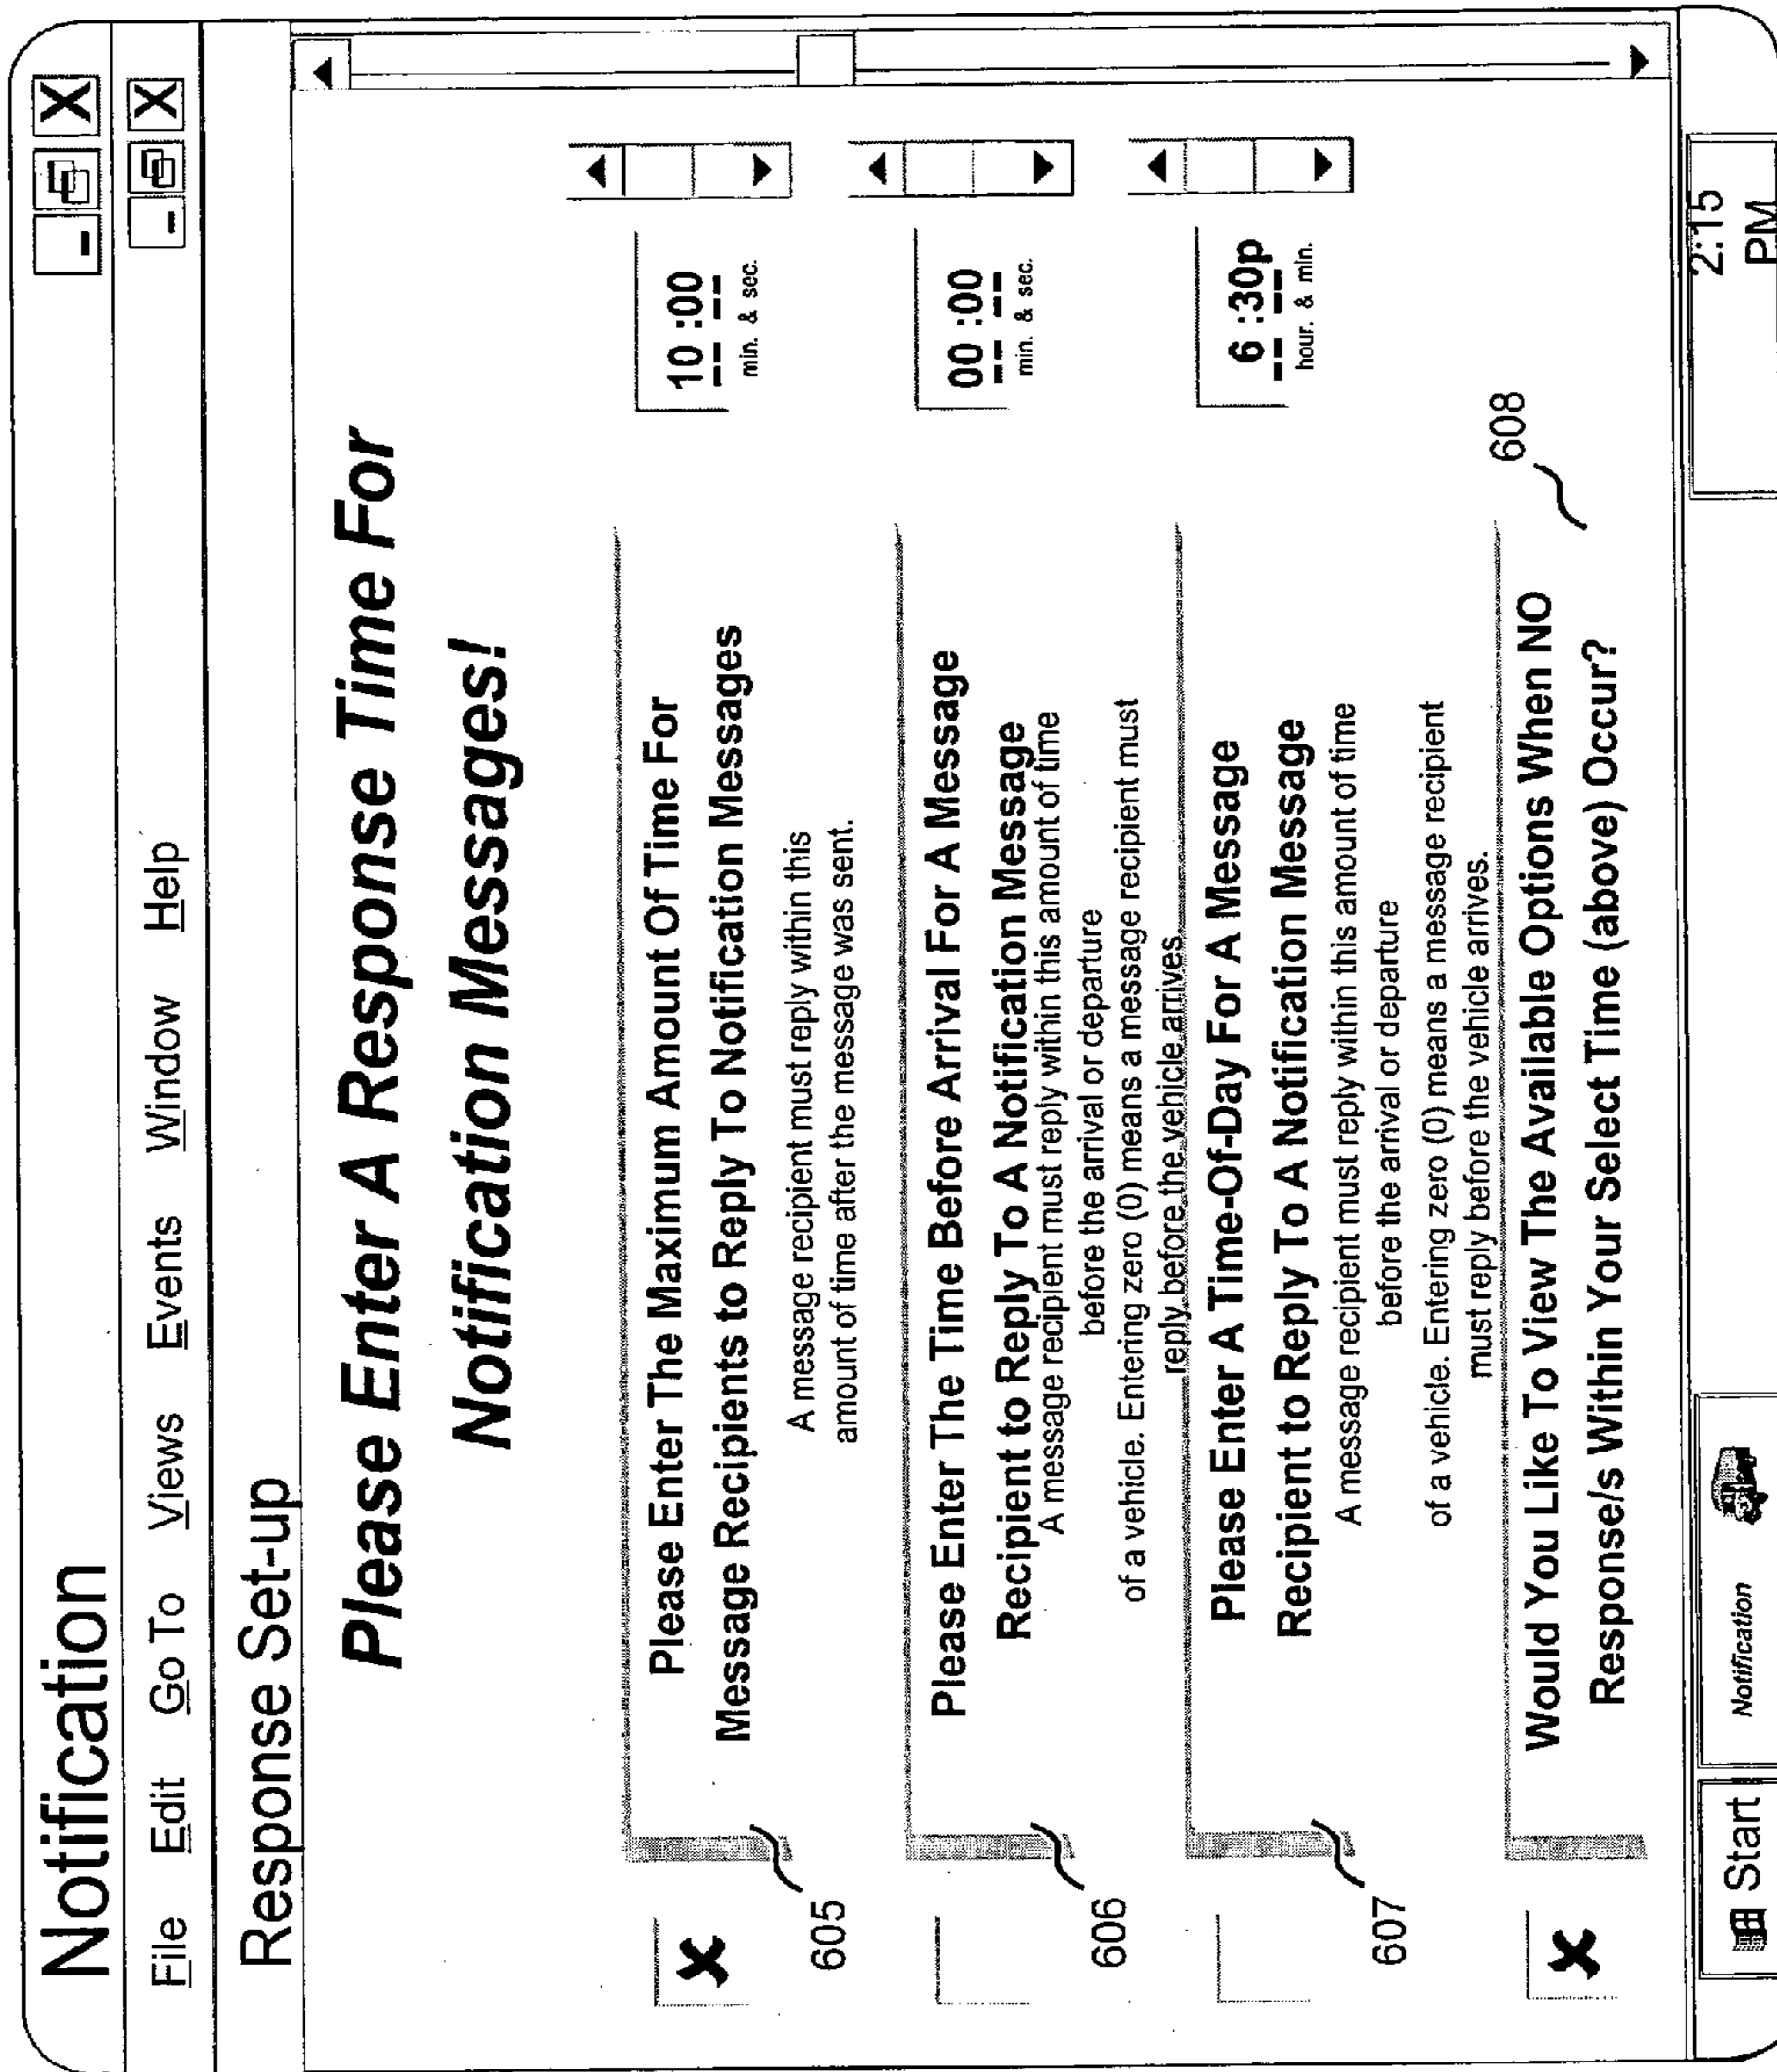 Notification
_ X
File Edit Go To Views Events Window Help
_ X
Response Set-up
Please Enter A Response Time For
Notification Messages!
Please Enter The Maximum Amount Of Time For
Message Recipients to Reply To Notification Messages
A message recipient must reply within this
amount of time after the message was sent.
10 :00
min. & sec.
X
605
Please Enter The Time Before Arrival For A Message
Recipient to Reply To A Notification Message
A message recipient must reply within this amount of time
before the arrival or departure
of a vehicle. Entering zero (0) means a message recipient must
reply before the vehicle arrives.
00 :00
min. & sec.
606
Please Enter A Time-Of-Day For A Message
Recipient to Reply To A Notification Message
A message recipient must reply within this amount of time
before the arrival or departure
of a vehicle. Entering zero (0) means a message recipient
must reply before the vehicle arrives.
6 :30p
hour. & min.
607
X
Would You Like To View The Available Options When NO
Response/s Within Your Select Time (above) Occur?
608
Start
Notification
2:15
PM